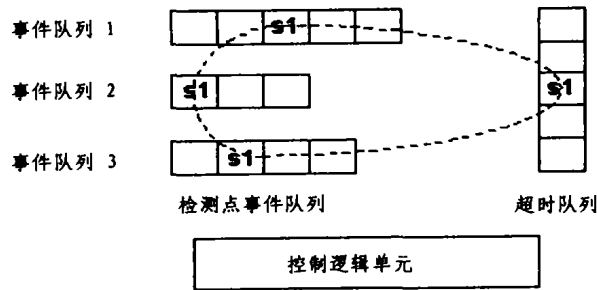 事件队列 1
s1
事件队列 2
s1
s1
事件队列 3
s1
检测点事件队列
超时队列
控制逻辑单元